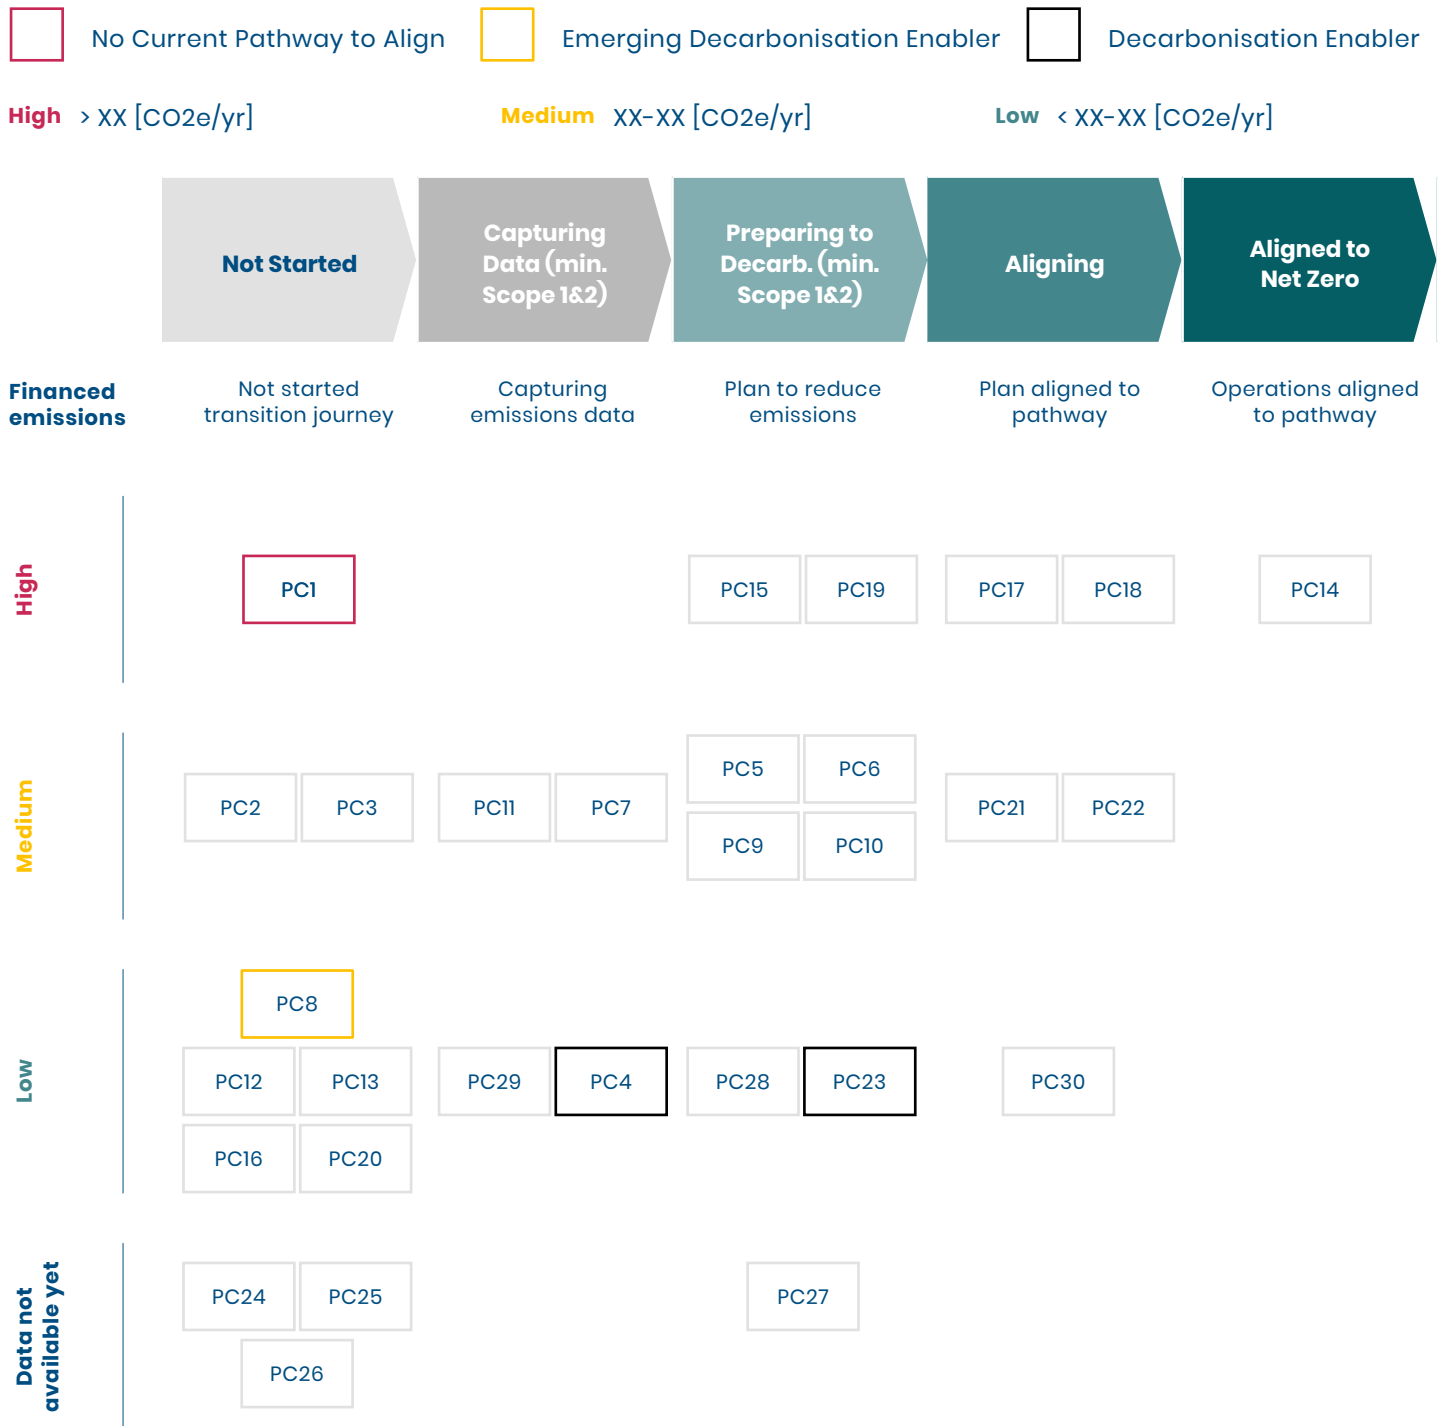 No Current Pathway to Align
Emerging Decarbonisation Enabler
Decarbonisation Enabler
High > XX [CO2e/yr]
Medium XX-XX [CO2e/yr]
Low < XX-XX [CO2e/yr]
Not Started
Capturing
Data (min.
Scope 1&2)
Preparing to
Decarb. (min.
Scope 1&2)
Aligning
Aligned to
Net Zero
Financed
emissions
Not started
transition journey
Capturing
emissions data
Plan to reduce
emissions
Plan aligned to
pathway
Operations aligned
to pathway
High
PC1
PC15
PC19
PC17
PC18
PC14
Medium
PC2
PC3
PC11
PC7
PC5
PC6
PC9
PC10
PC21
PC22
Low
PC8
PC12
PC13
PC16
PC20
PC29
PC4
PC28
PC23
PC30
Data not
available yet
PC24
PC25
PC26
PC27